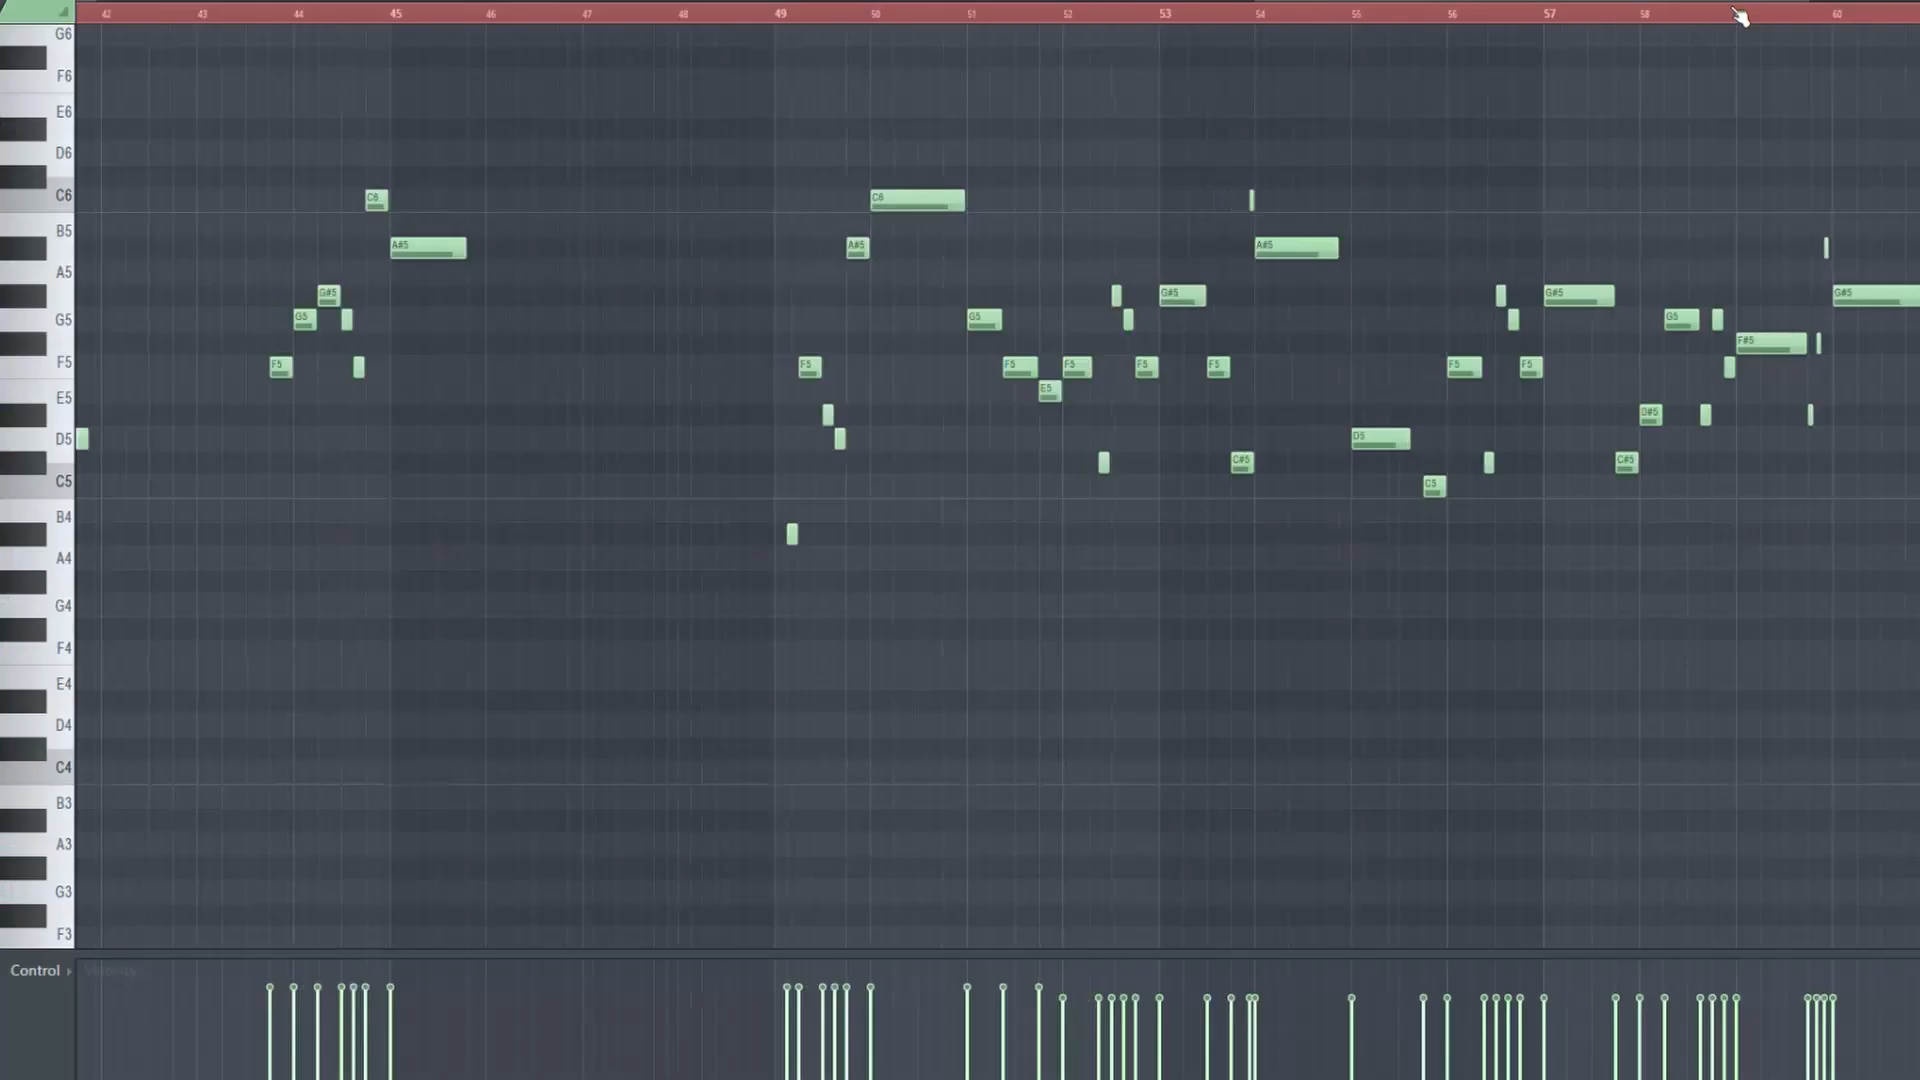 42 43 44 45 46 47 48 49 50 51 52 53 54 55 56 57 58 60
G6
F6
E6
D6
C6 C6 C6
B5
A#5 A#5 A#5
A5
G#5 G#5 G#5 G#5
G5 G5 G5 G5
F#5
F5 F5 F5 F5 F5 F5 F5 F5 F5
E5 E5
D#5
D5 D5
C#5 C#5
C5 C5
B4
A4
G4
F4
E4
D4
C4
B3
A3
G3
F3
Control Velocity